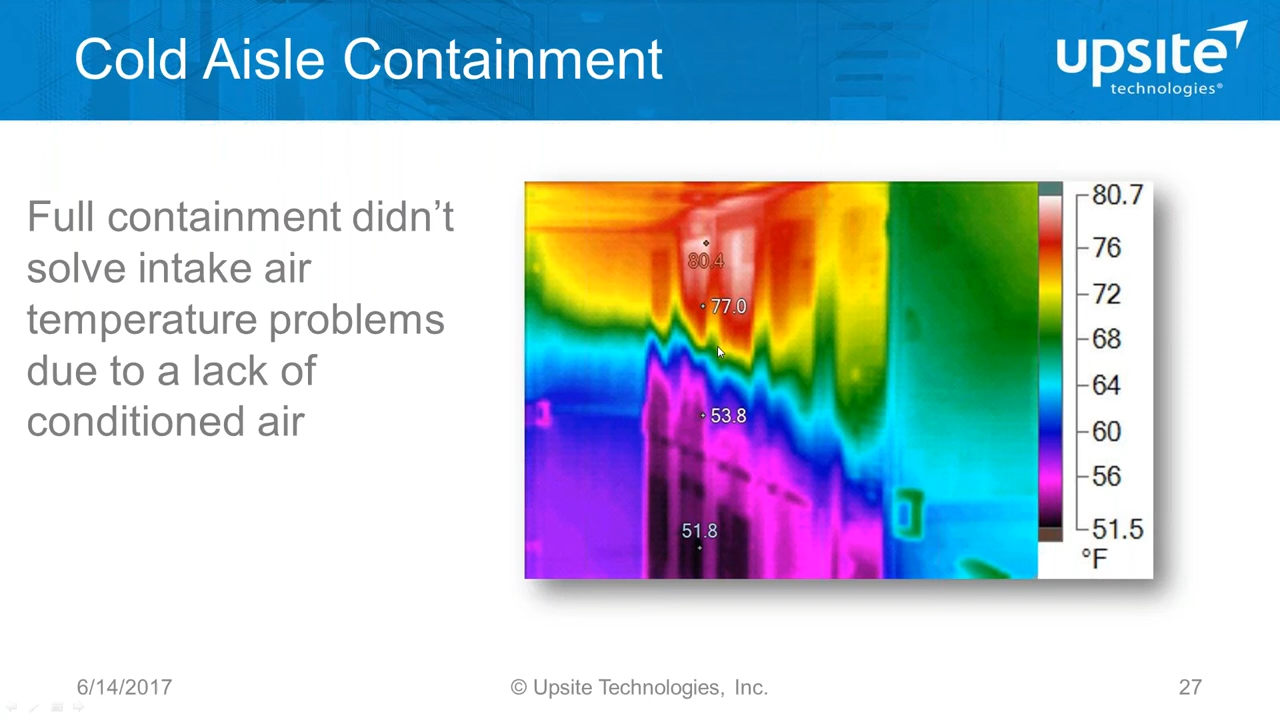 Cold Aisle Containment
upsite
technologies®
Full containment didn’t
solve intake air
temperature problems
due to a lack of
conditioned air
80.4
77.0
53.8
51.8
80.7
76
72
68
64
60
56
51.5
°F
6/14/2017
© Upsite Technologies, Inc.
27